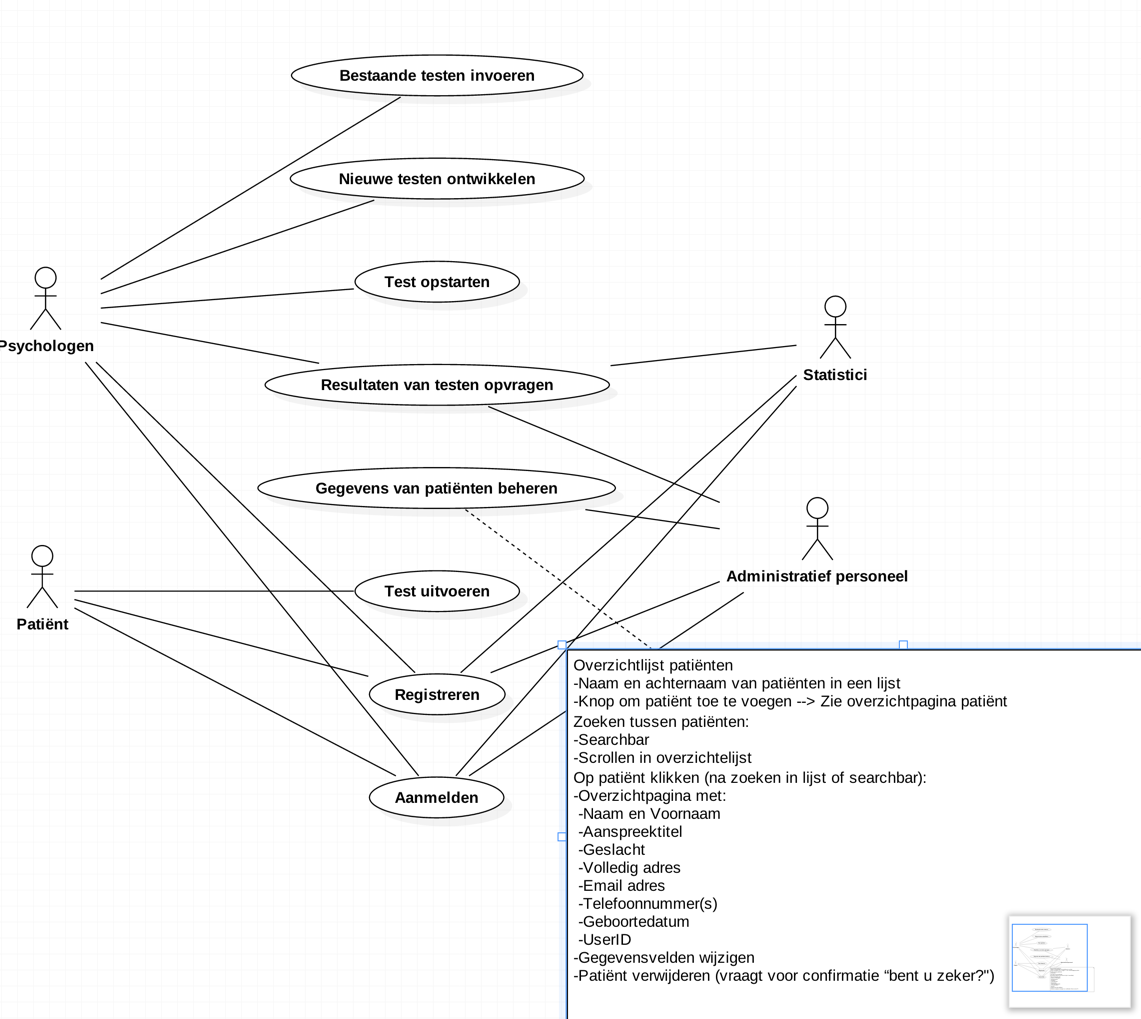 Bestaande testen invoeren
Nieuwe testen ontwikkelen
Test opstarten
Psychologen
Statistici
Resultaten van testen opvragen
Gegevens van patiënten beheren
Administratief personeel
Test uitvoeren
Patiënt
Registreren
Aanmelden
Overzichtlijst patiënten
-Naam en achternaam van patiënten in een lijst
-Knop om patiënt toe te voegen --> Zie overzichtpagina patiënt
Zoeken tussen patiënten:
-Searchbar
-Scrollen in overzichtelijst
Op patiënt klikken (na zoeken in lijst of searchbar):
-Overzichtpagina met:
-Naam en Voornaam
-Aanspreektitel
-Geslacht
-Volledig adres
-Email adres
-Telefoonnummer(s)
-Geboortedatum
-UserID
-Gegevensvelden wijzigen
-Patiënt verwijderen (vraagt voor confirmatie “bent u zeker?")